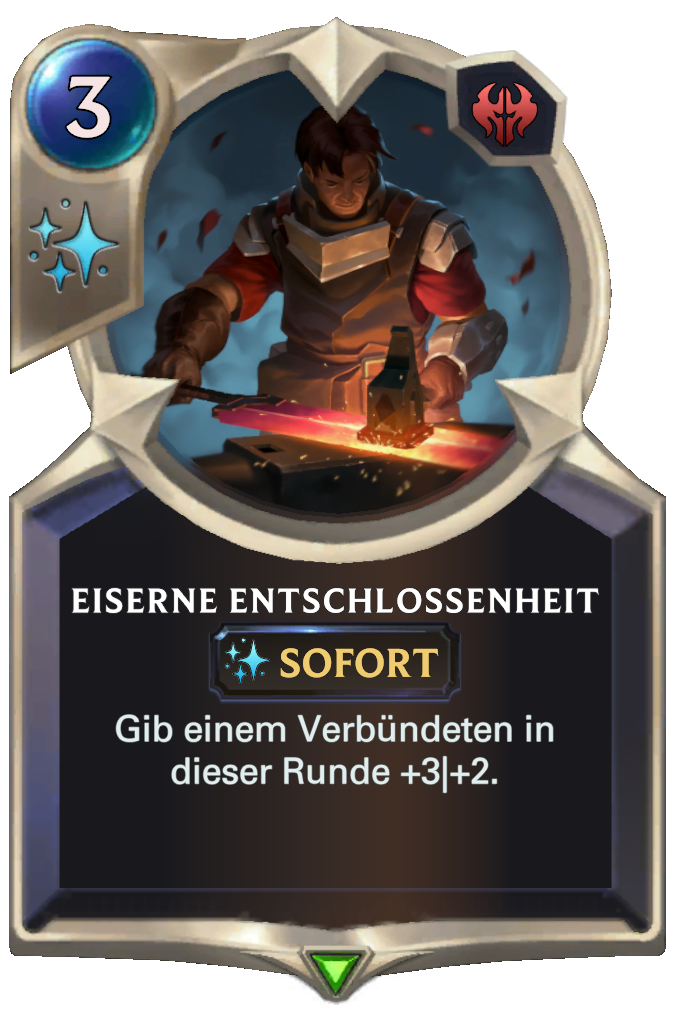 3
EISERNE ENTSCHLOSSENHEIT
SOFORT
Gib einem Verbündeten in
dieser Runde +3|+2.